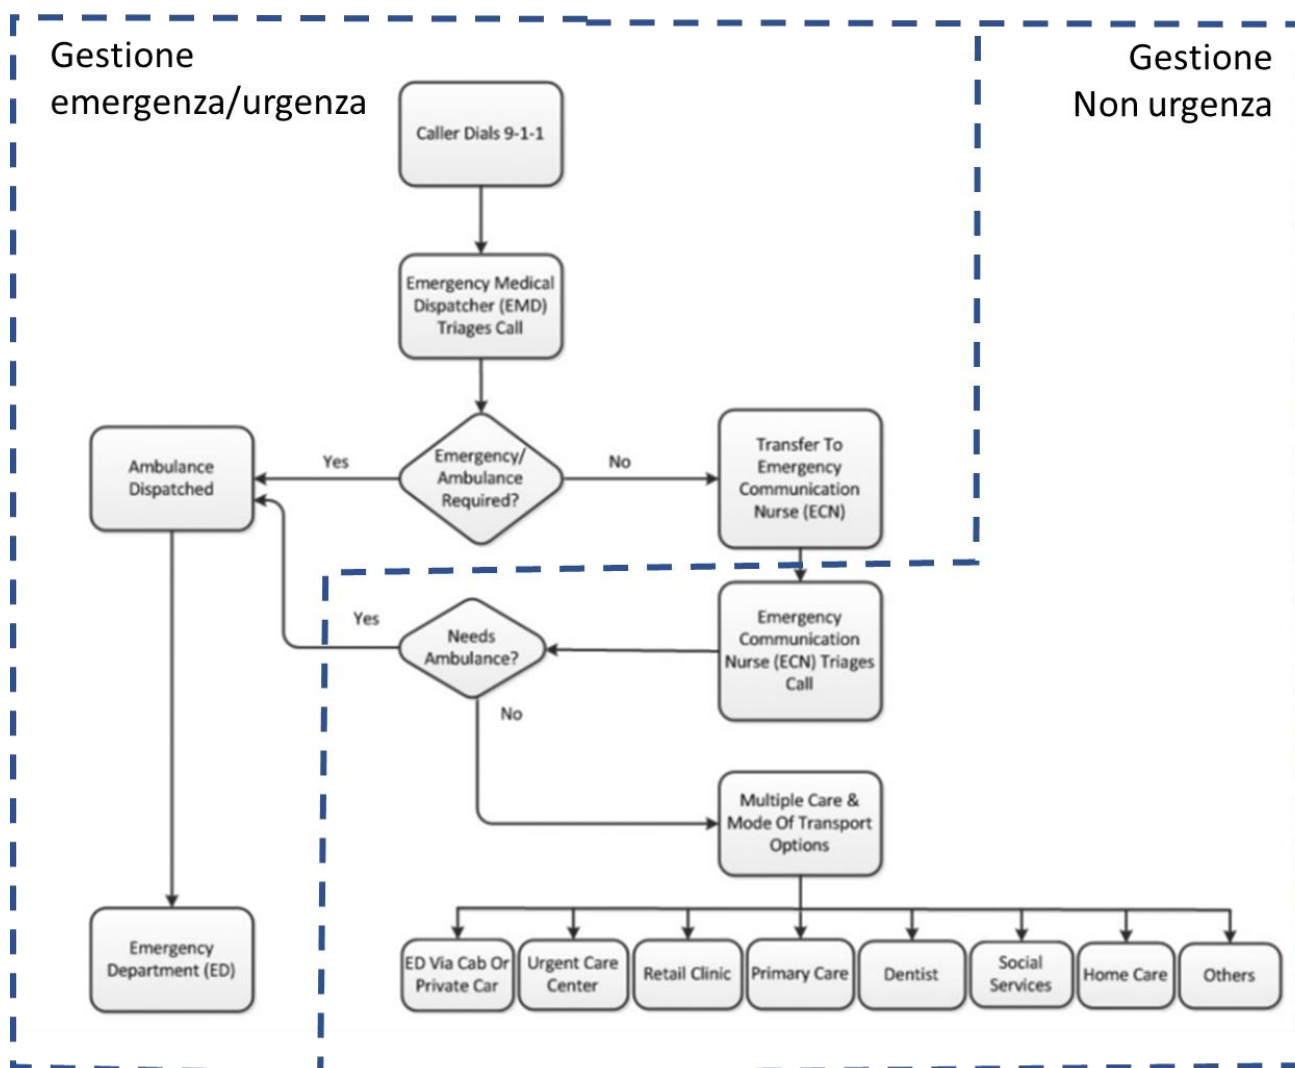 Gestione
emergenza/urgenza
Gestione
Non urgenza
Caller Dials 9-1-1
Emergency Medical
Dispatcher (EMD)
Triages Call
Ambulance
Dispatched
Yes
Emergency/
Ambulance
Required?
No
Transfer To
Emergency
Communication
Nurse (ECN)
Yes
Needs
Ambulance?
Emergency
Communication
Nurse (ECN) Triages
Call
No
Multiple Care &
Mode Of Transport
Options
Emergency
Department (ED)
ED Via Cab Or
Private Car
Urgent Care
Center
Retail Clinic
Primary Care
Dentist
Social
Services
Home Care
Others